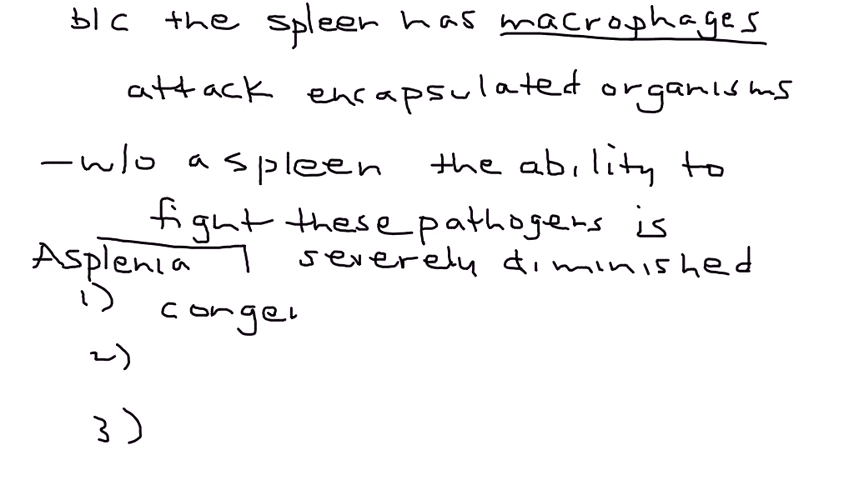 b/c the spleen has macrophages
attack encapsulated organisms
- w/o a spleen the ability to
fight these pathogens is
Asplenia severely diminished
1) congen
2)
3)